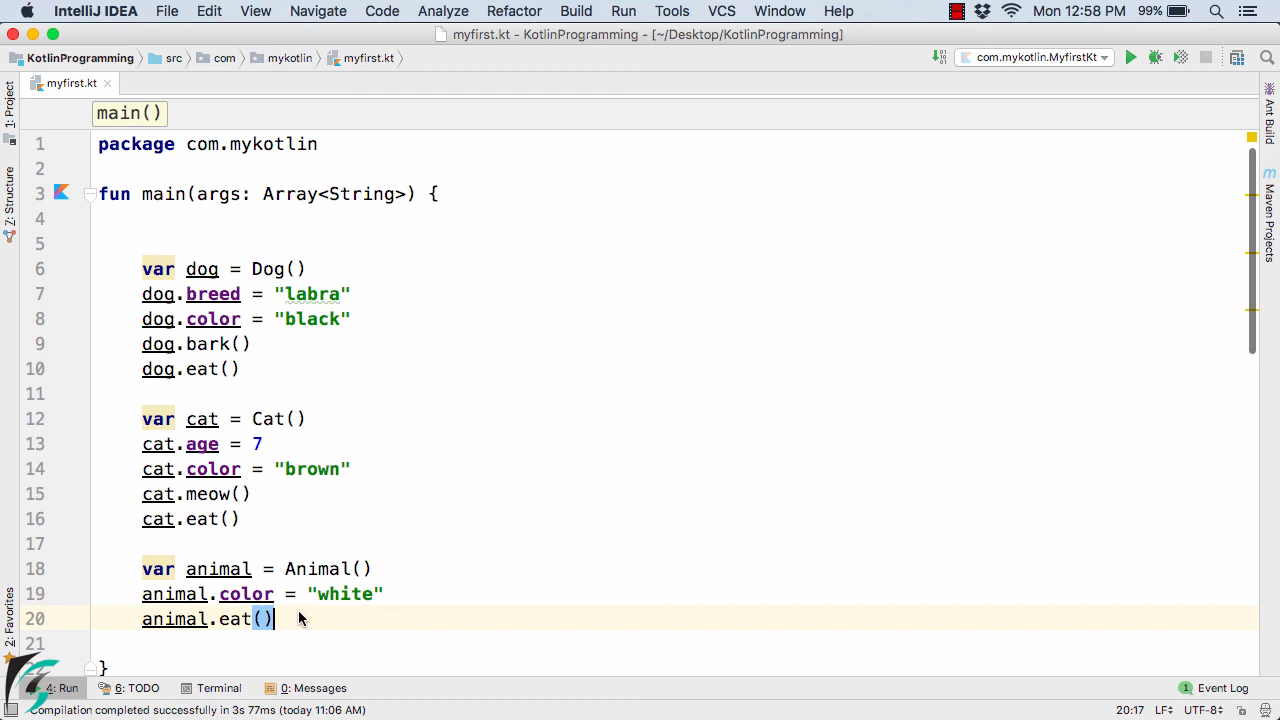 IntelliJ IDEA File Edit View Navigate Code Analyze Refactor Build Run Tools VCS Window Help Mon 12:58 PM 99%
myfirst.kt - KotlinProgramming - [~/Desktop/KotlinProgramming]
KotlinProgramming src com mykotlin myfirst.kt com.mykotlin.MyfirstKt
myfirst.kt
main()
1 package com.mykotlin
2
3 fun main(args: Array<String>) {
4
5
6 var dog = Dog()
7 dog.breed = "labra"
8 dog.color = "black"
9 dog.bark()
10 dog.eat()
11
12 var cat = Cat()
13 cat.age = 7
14 cat.color = "brown"
15 cat.meow()
16 cat.eat()
17
18 var animal = Animal()
19 animal.color = "white"
20 animal.eat()
21
}
1: Project
7: Structure
2: Favorites
Ant Build
Maven Projects
4: Run 6: TODO Terminal 0: Messages 1 Event Log
Compilation completed successfully in 3s 77ms (today 11:06 AM) 20:17 LF UTF-8